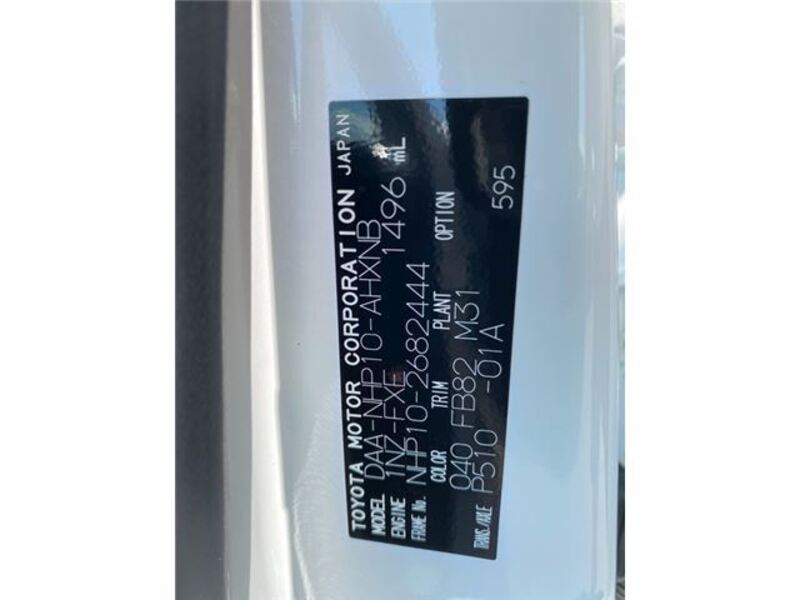 TOYOTA MOTOR CORPORATION JAPAN
MODEL DAA-NHP10-AHXNB
ENGINE 1NZ-FXE 1496 mL
FRAME No. NHP10-2682444
COLOR TRIM PLANT OPTION
040 FB82 M31
TRANS./AXLE P510 -01A 595